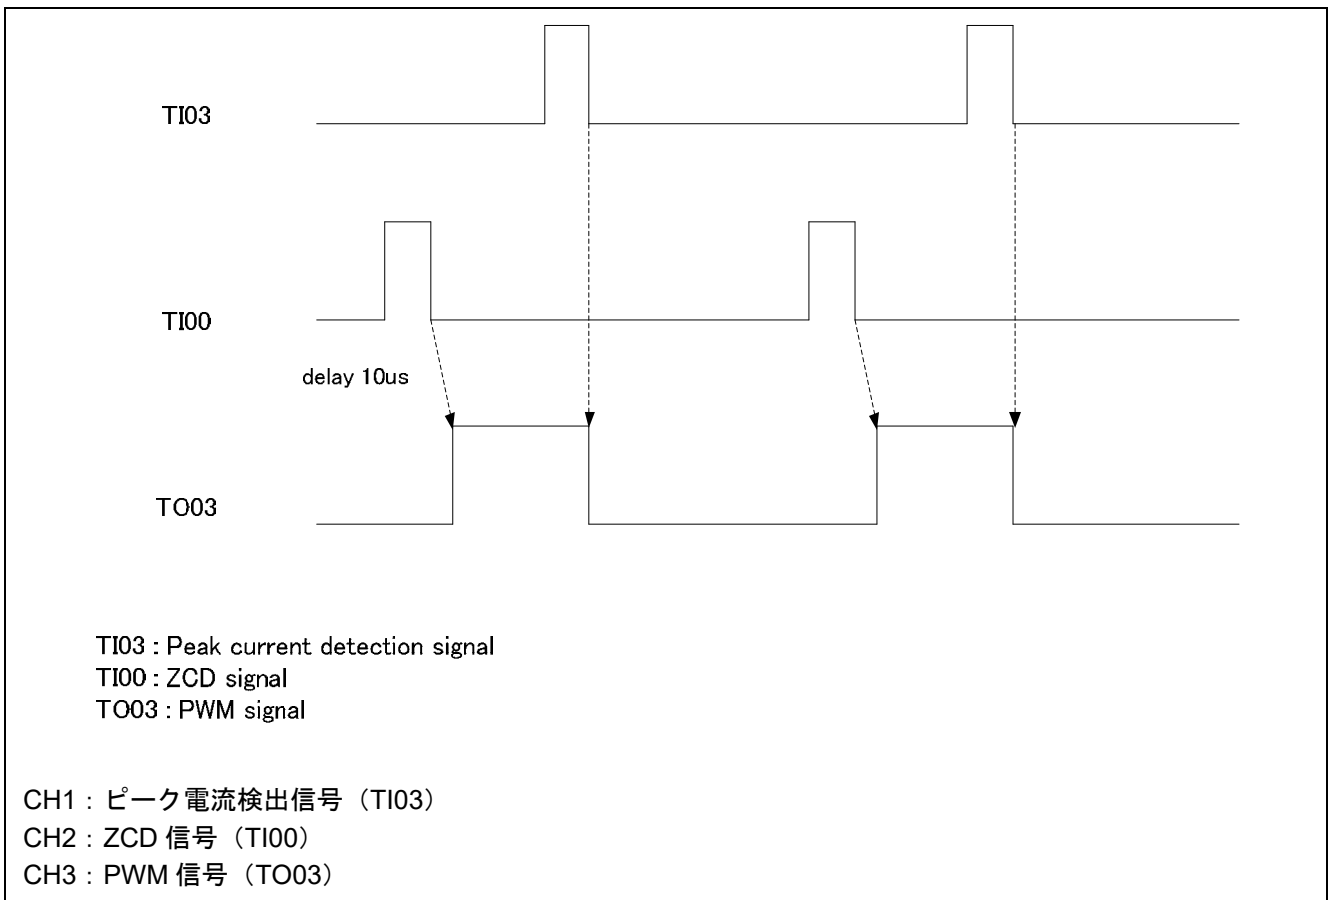 TI03
TI00
delay 10us
TO03
TI03 : Peak current detection signal
TI00 : ZCD signal
TO03 : PWM signal
CH1：ピーク電流検出信号（TI03）
CH2：ZCD 信号（TI00）
CH3：PWM 信号（TO03）